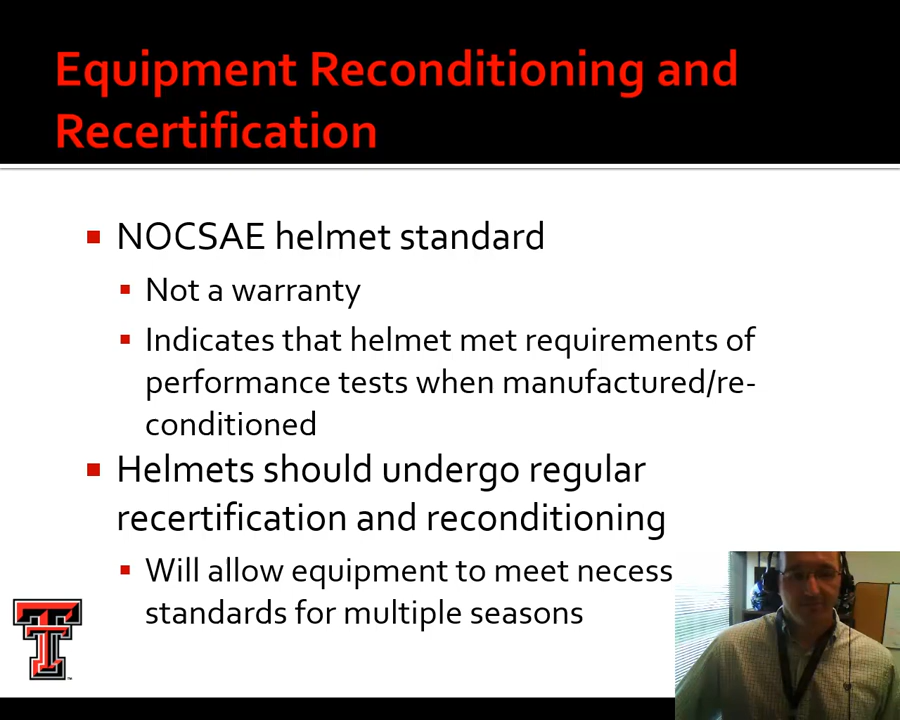 Equipment Reconditioning and
Recertification
NOCSAE helmet standard
Not a warranty
Indicates that helmet met requirements of
performance tests when manufactured/re-
conditioned
Helmets should undergo regular
recertification and reconditioning
Will allow equipment to meet necess
standards for multiple seasons